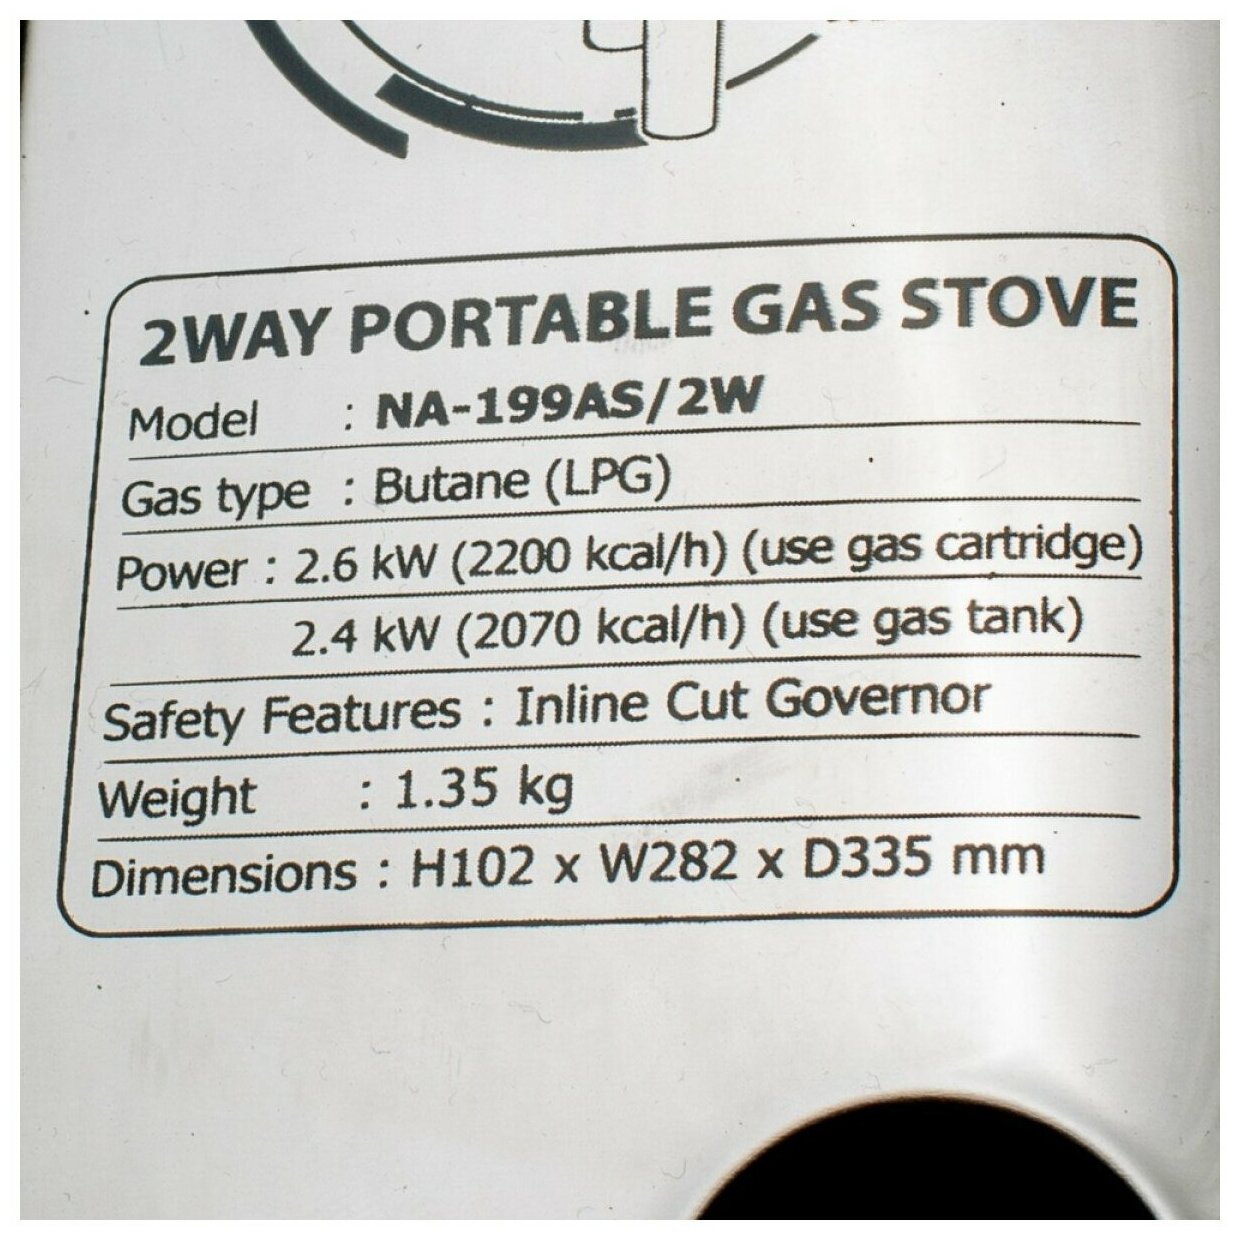 2WAY PORTABLE GAS STOVE
Model : NA-199AS/2W
Gas type : Butane (LPG)
Power : 2.6 kW (2200 kcal/h) (use gas cartridge)
2.4 kW (2070 kcal/h) (use gas tank)
Safety Features : Inline Cut Governor
Weight : 1.35 kg
Dimensions : H102 x W282 x D335 mm